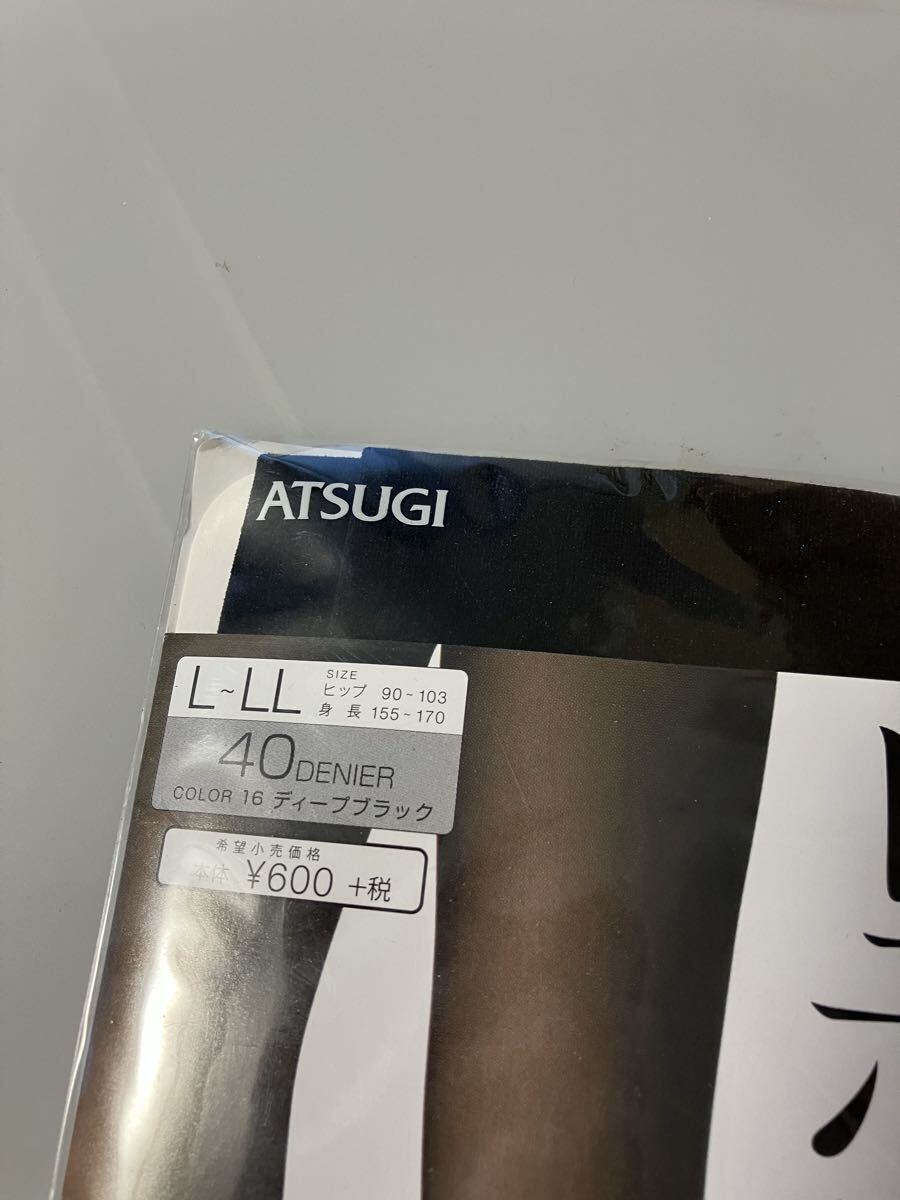 ATSUGI
L~LL
SIZE
ヒップ 90~103
身長 155~170
40DENIER
COLOR 16 ディープブラック
希望小売価格
本体 ¥600 +税